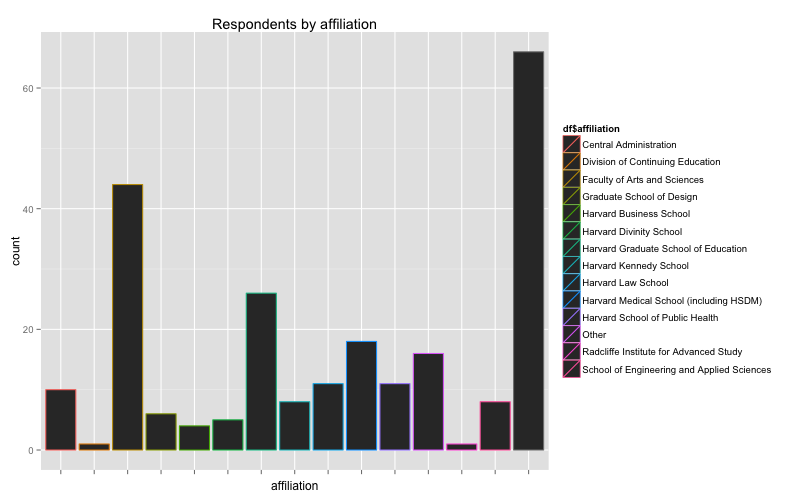 Respondents by affiliation
60
40
20
0
count
affiliation
df$affiliation
Central Administration
Division of Continuing Education
Faculty of Arts and Sciences
Graduate School of Design
Harvard Business School
Harvard Divinity School
Harvard Graduate School of Education
Harvard Kennedy School
Harvard Law School
Harvard Medical School (including HSDM)
Harvard School of Public Health
Other
Radcliffe Institute for Advanced Study
School of Engineering and Applied Sciences